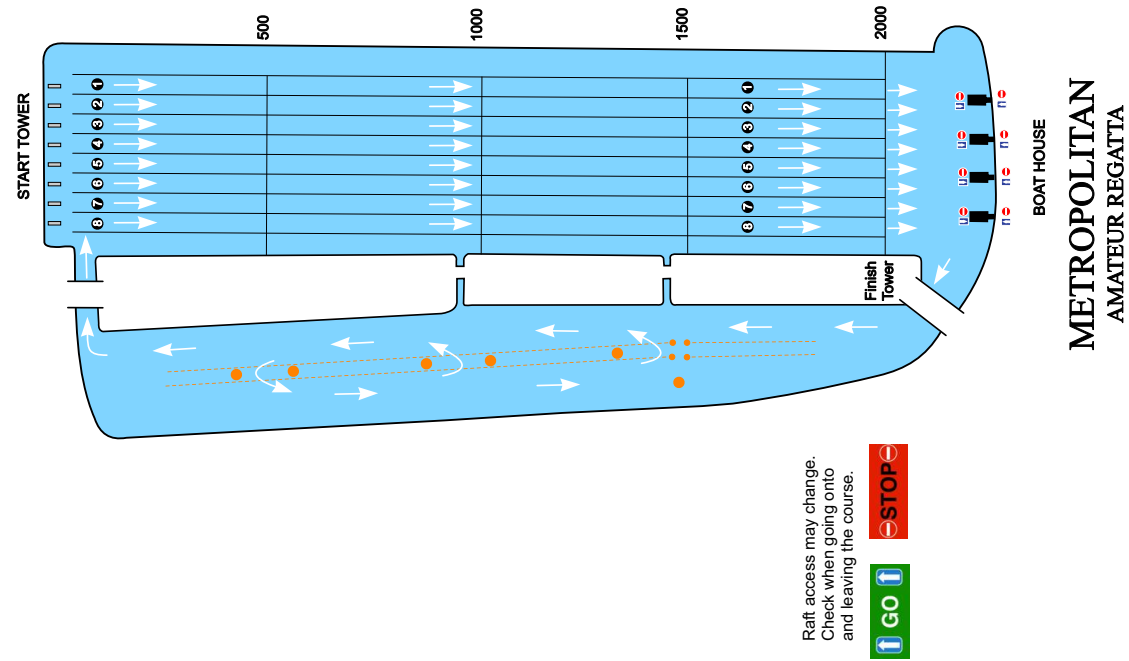 METROPOLITAN
AMATEUR REGATTA
BOAT HOUSE
START TOWER
500
1000
1500
2000
1
2
3
4
5
6
7
8
1
2
3
4
5
6
7
8
Finish
Tower
Raft access may change.
Check when going onto
and leaving the course.
GO
STOP